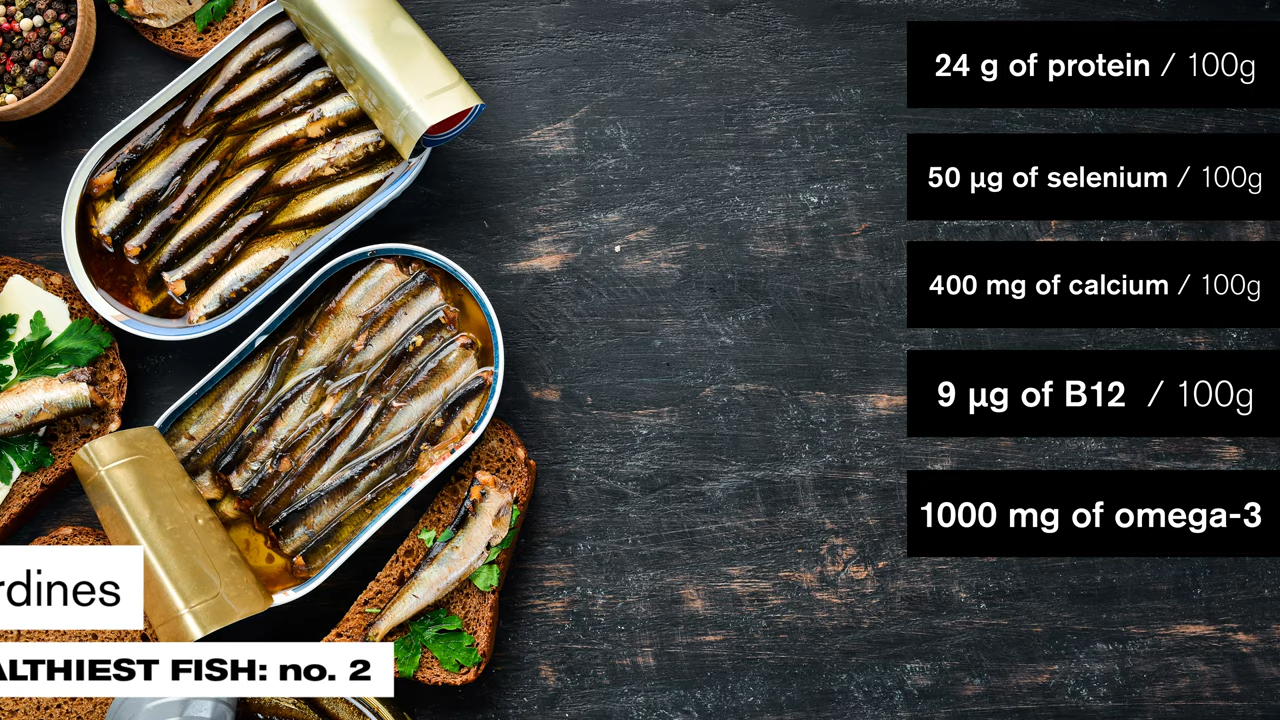 24 g of protein / 100g
50 µg of selenium / 100g
400 mg of calcium / 100g
9 µg of B12 / 100g
1000 mg of omega-3
rdines
ALTHIEST FISH: no. 2